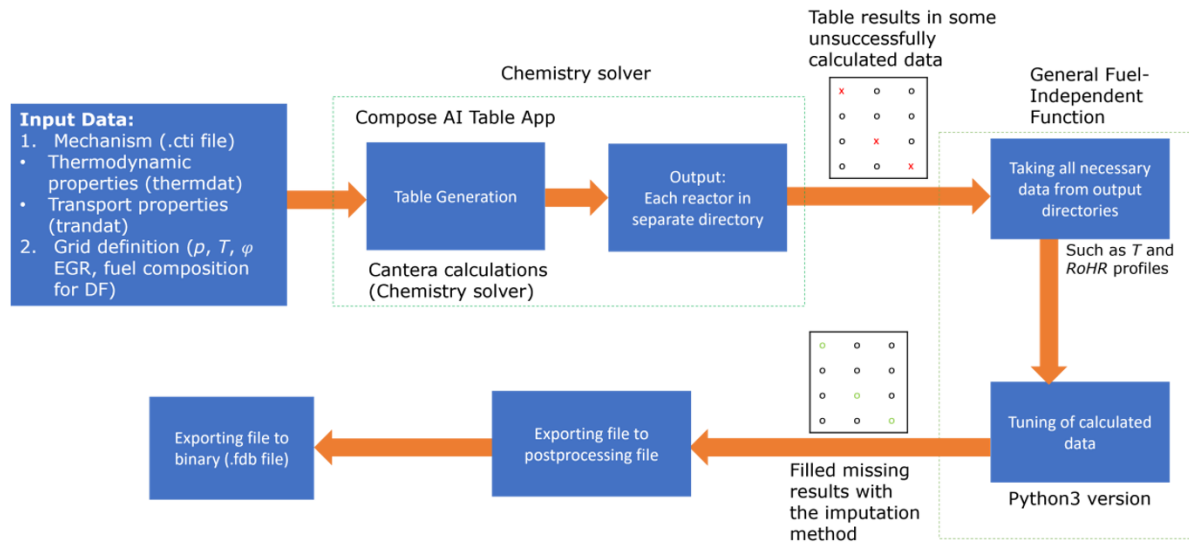 Table results in some
unsuccessfully
calculated data
Chemistry solver
General Fuel-
Independent
Function
x o o
o o o
o x o
o o x
Input Data:
1. Mechanism (.cti file)
• Thermodynamic
properties (thermdat)
• Transport properties
(trandat)
2. Grid definition (p, T, φ
EGR, fuel composition
for DF)
Compose AI Table App
Table Generation
Output:
Each reactor in
separate directory
Cantera calculations
(Chemistry solver)
Taking all necessary
data from output
directories
Such as T and
RoHR profiles
o o o
o o o
o o o
o o o
Tuning of calculated
data
Python3 version
Filled missing
results with
the imputation
method
Exporting file to
postprocessing file
Exporting file to
binary (.fdb file)